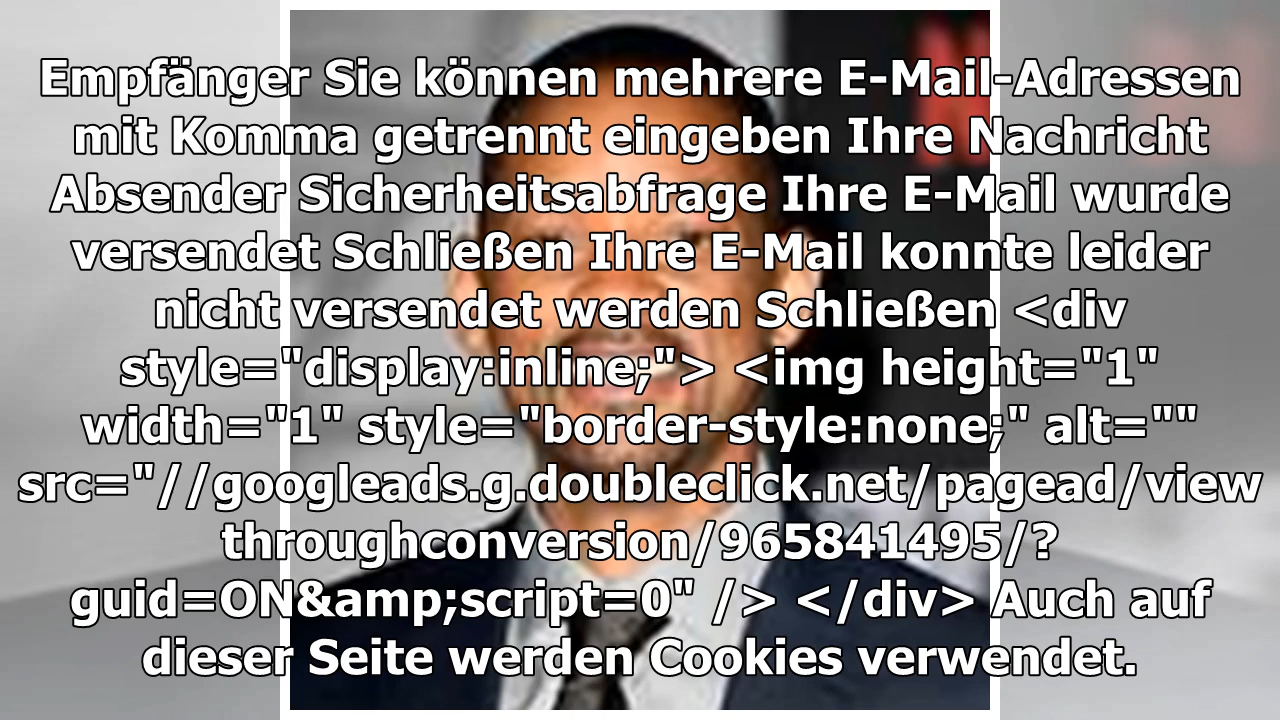 Empfänger Sie können mehrere E-Mail-Adressen
mit Komma getrennt eingeben Ihre Nachricht
Absender Sicherheitsabfrage Ihre E-Mail wurde
versendet Schließen Ihre E-Mail konnte leider
nicht versendet werden Schließen <div
style="display:inline;"> <img height="1"
width="1" style="border-style:none;" alt=""
src="//googleads.g.doubleclick.net/pagead/view
throughconversion/965841495/?
guid=ON&amp;script=0" /> </div> Auch auf
dieser Seite werden Cookies verwendet.